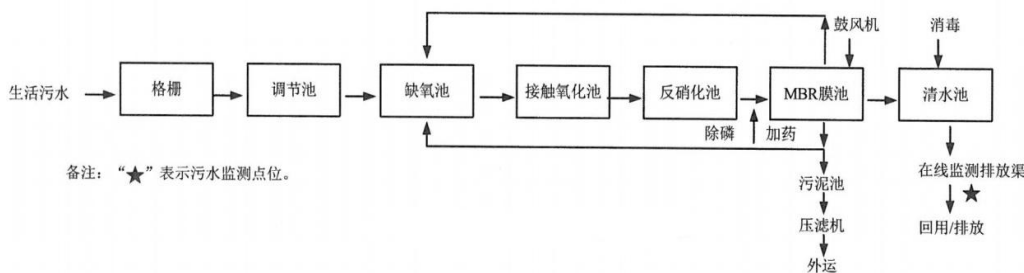 鼓风机
消毒
生活污水
格栅
调节池
缺氧池
接触氧化池
反硝化池
MBR膜池
清水池
除磷
加药
备注：“★”表示污水监测点位。
污泥池
压滤机
外运
在线监测排放渠
★
回用/排放